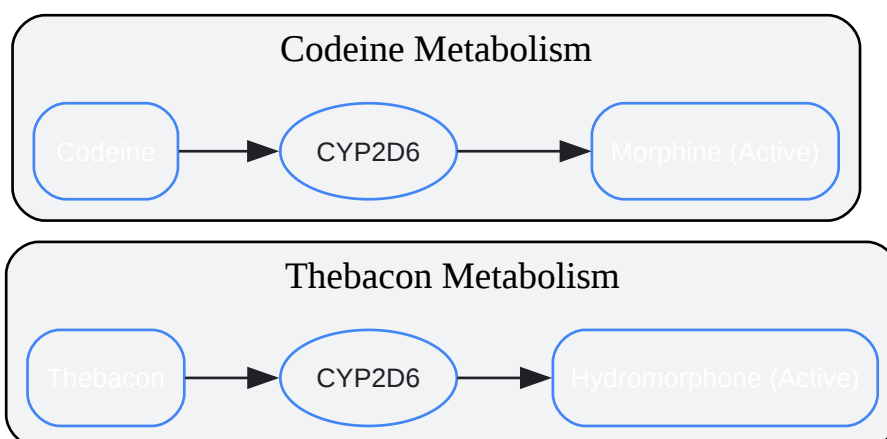 Codeine Metabolism
Codeine CYP2D6 Morphine (Active)
Thebacon Metabolism
Thebacon CYP2D6 Hydromorphone (Active)